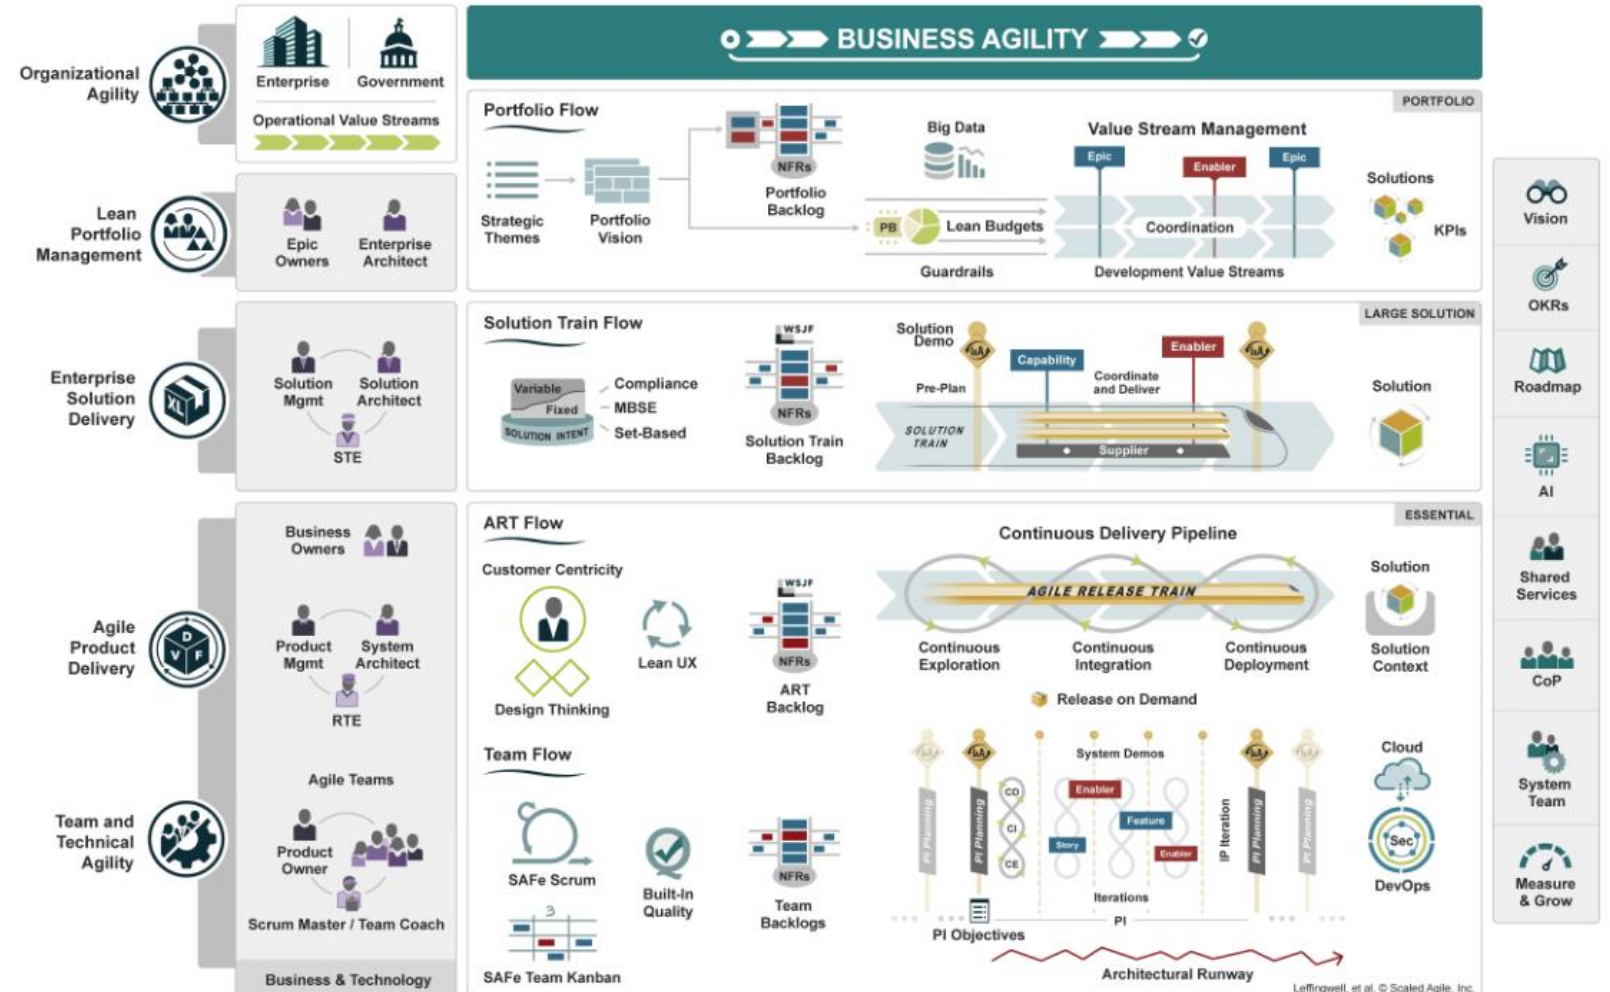 Organizational
Agility
Enterprise
Government
Operational Value Streams
BUSINESS AGILITY
Lean
Portfolio
Management
Epic
Owners
Enterprise
Architect
PORTFOLIO
Portfolio Flow
Strategic
Themes
Portfolio
Vision
NFRs
Portfolio
Backlog
Big Data
PB
Lean Budgets
Guardrails
Value Stream Management
Epic
Enabler
Epic
Coordination
Development Value Streams
Solutions
KPIs
Enterprise
Solution
Delivery
XL
Solution
Mgmt
Solution
Architect
STE
LARGE SOLUTION
Solution Train Flow
Variable
Fixed
SOLUTION INTENT
Compliance
MBSE
Set-Based
WSJF
NFRs
Solution Train
Backlog
Solution
Demo
I&A
Pre-Plan
Capability
Coordinate
and Deliver
Enabler
I&A
SOLUTION
TRAIN
Supplier
Solution
Agile
Product
Delivery
D
V
F
Business
Owners
Product
Mgmt
System
Architect
RTE
ESSENTIAL
ART Flow
Customer Centricity
Design Thinking
Lean UX
WSJF
NFRs
ART
Backlog
Continuous Delivery Pipeline
AGILE RELEASE TRAIN
Continuous
Exploration
Continuous
Integration
Continuous
Deployment
Release on Demand
Solution
Solution
Context
Team and
Technical
Agility
Agile Teams
Product
Owner
Scrum Master / Team Coach
Business & Technology
Team Flow
SAFe Scrum
3
SAFe Team Kanban
Built-In
Quality
NFRs
Team
Backlogs
I&A
I&A
System Demos
I&A
I&A
PI Planning
PI Planning
CD
CI
CE
Enabler
Feature
Story
Enabler
IP Iteration
PI Planning
PI Planning
Iterations
PI
PI Objectives
Architectural Runway
Cloud
Sec
DevOps
Leffingwell, et al. © Scaled Agile, Inc.
Vision
OKRs
Roadmap
AI
Shared
Services
CoP
System
Team
Measure
& Grow